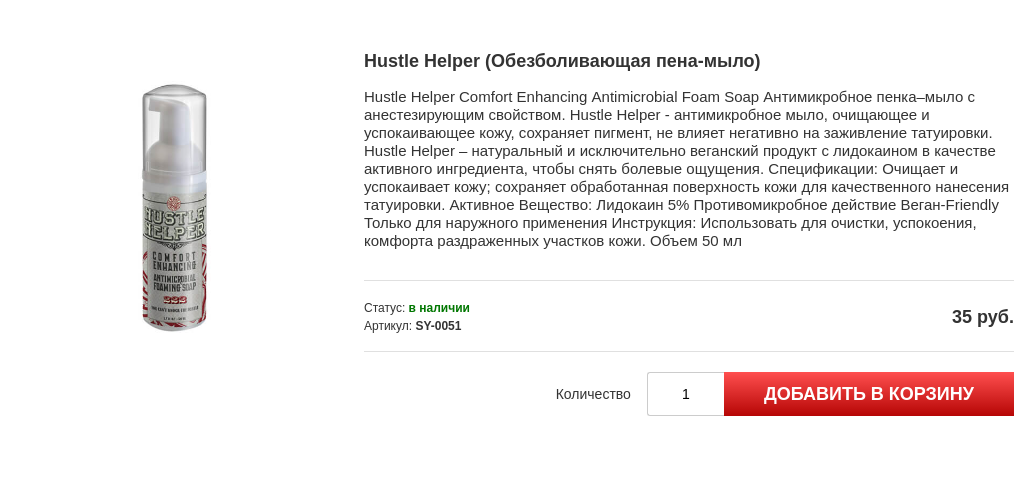 Hustle Helper (Обезболивающая пена-мыло)
Hustle Helper Comfort Enhancing Antimicrobial Foam Soap Антимикробное пенка–мыло с
анестезирующим свойством. Hustle Helper - антимикробное мыло, очищающее и
успокаивающее кожу, сохраняет пигмент, не влияет негативно на заживление татуировки.
Hustle Helper – натуральный и исключительно веганский продукт с лидокаином в качестве
активного ингредиента, чтобы снять болевые ощущения. Спецификации: Очищает и
успокаивает кожу; сохраняет обработанная поверхность кожи для качественного нанесения
татуировки. Активное Вещество: Лидокаин 5% Противомикробное действие Веган-Friendly
Только для наружного применения Инструкция: Использовать для очистки, успокоения,
комфорта раздраженных участков кожи. Объем 50 мл
HUSTLE
HELPER
COMFORT
ENHANCING
ANTIMICROBIAL
FOAMING SOAP
Статус: в наличии
Артикул: SY-0051
35 руб.
Количество
1
ДОБАВИТЬ В КОРЗИНУ